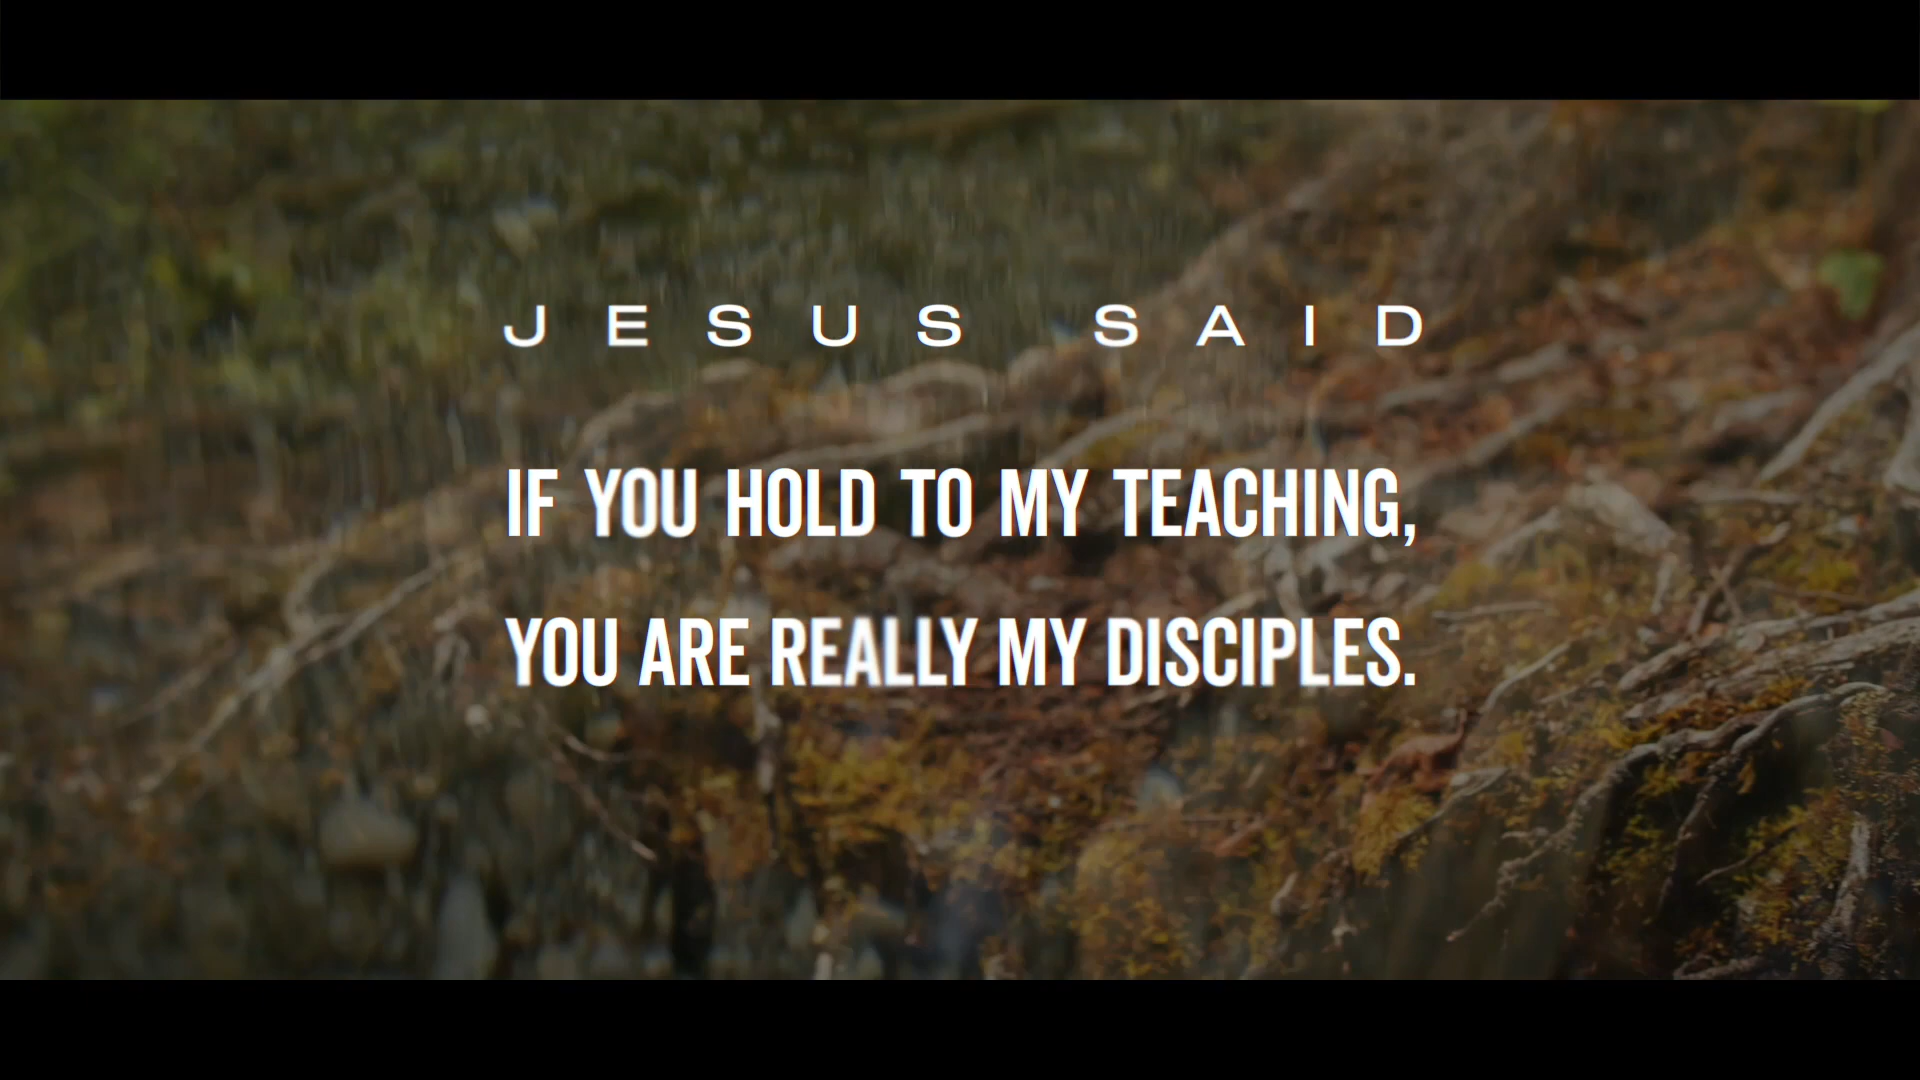 JESUS SAID
IF YOU HOLD TO MY TEACHING,
YOU ARE REALLY MY DISCIPLES.